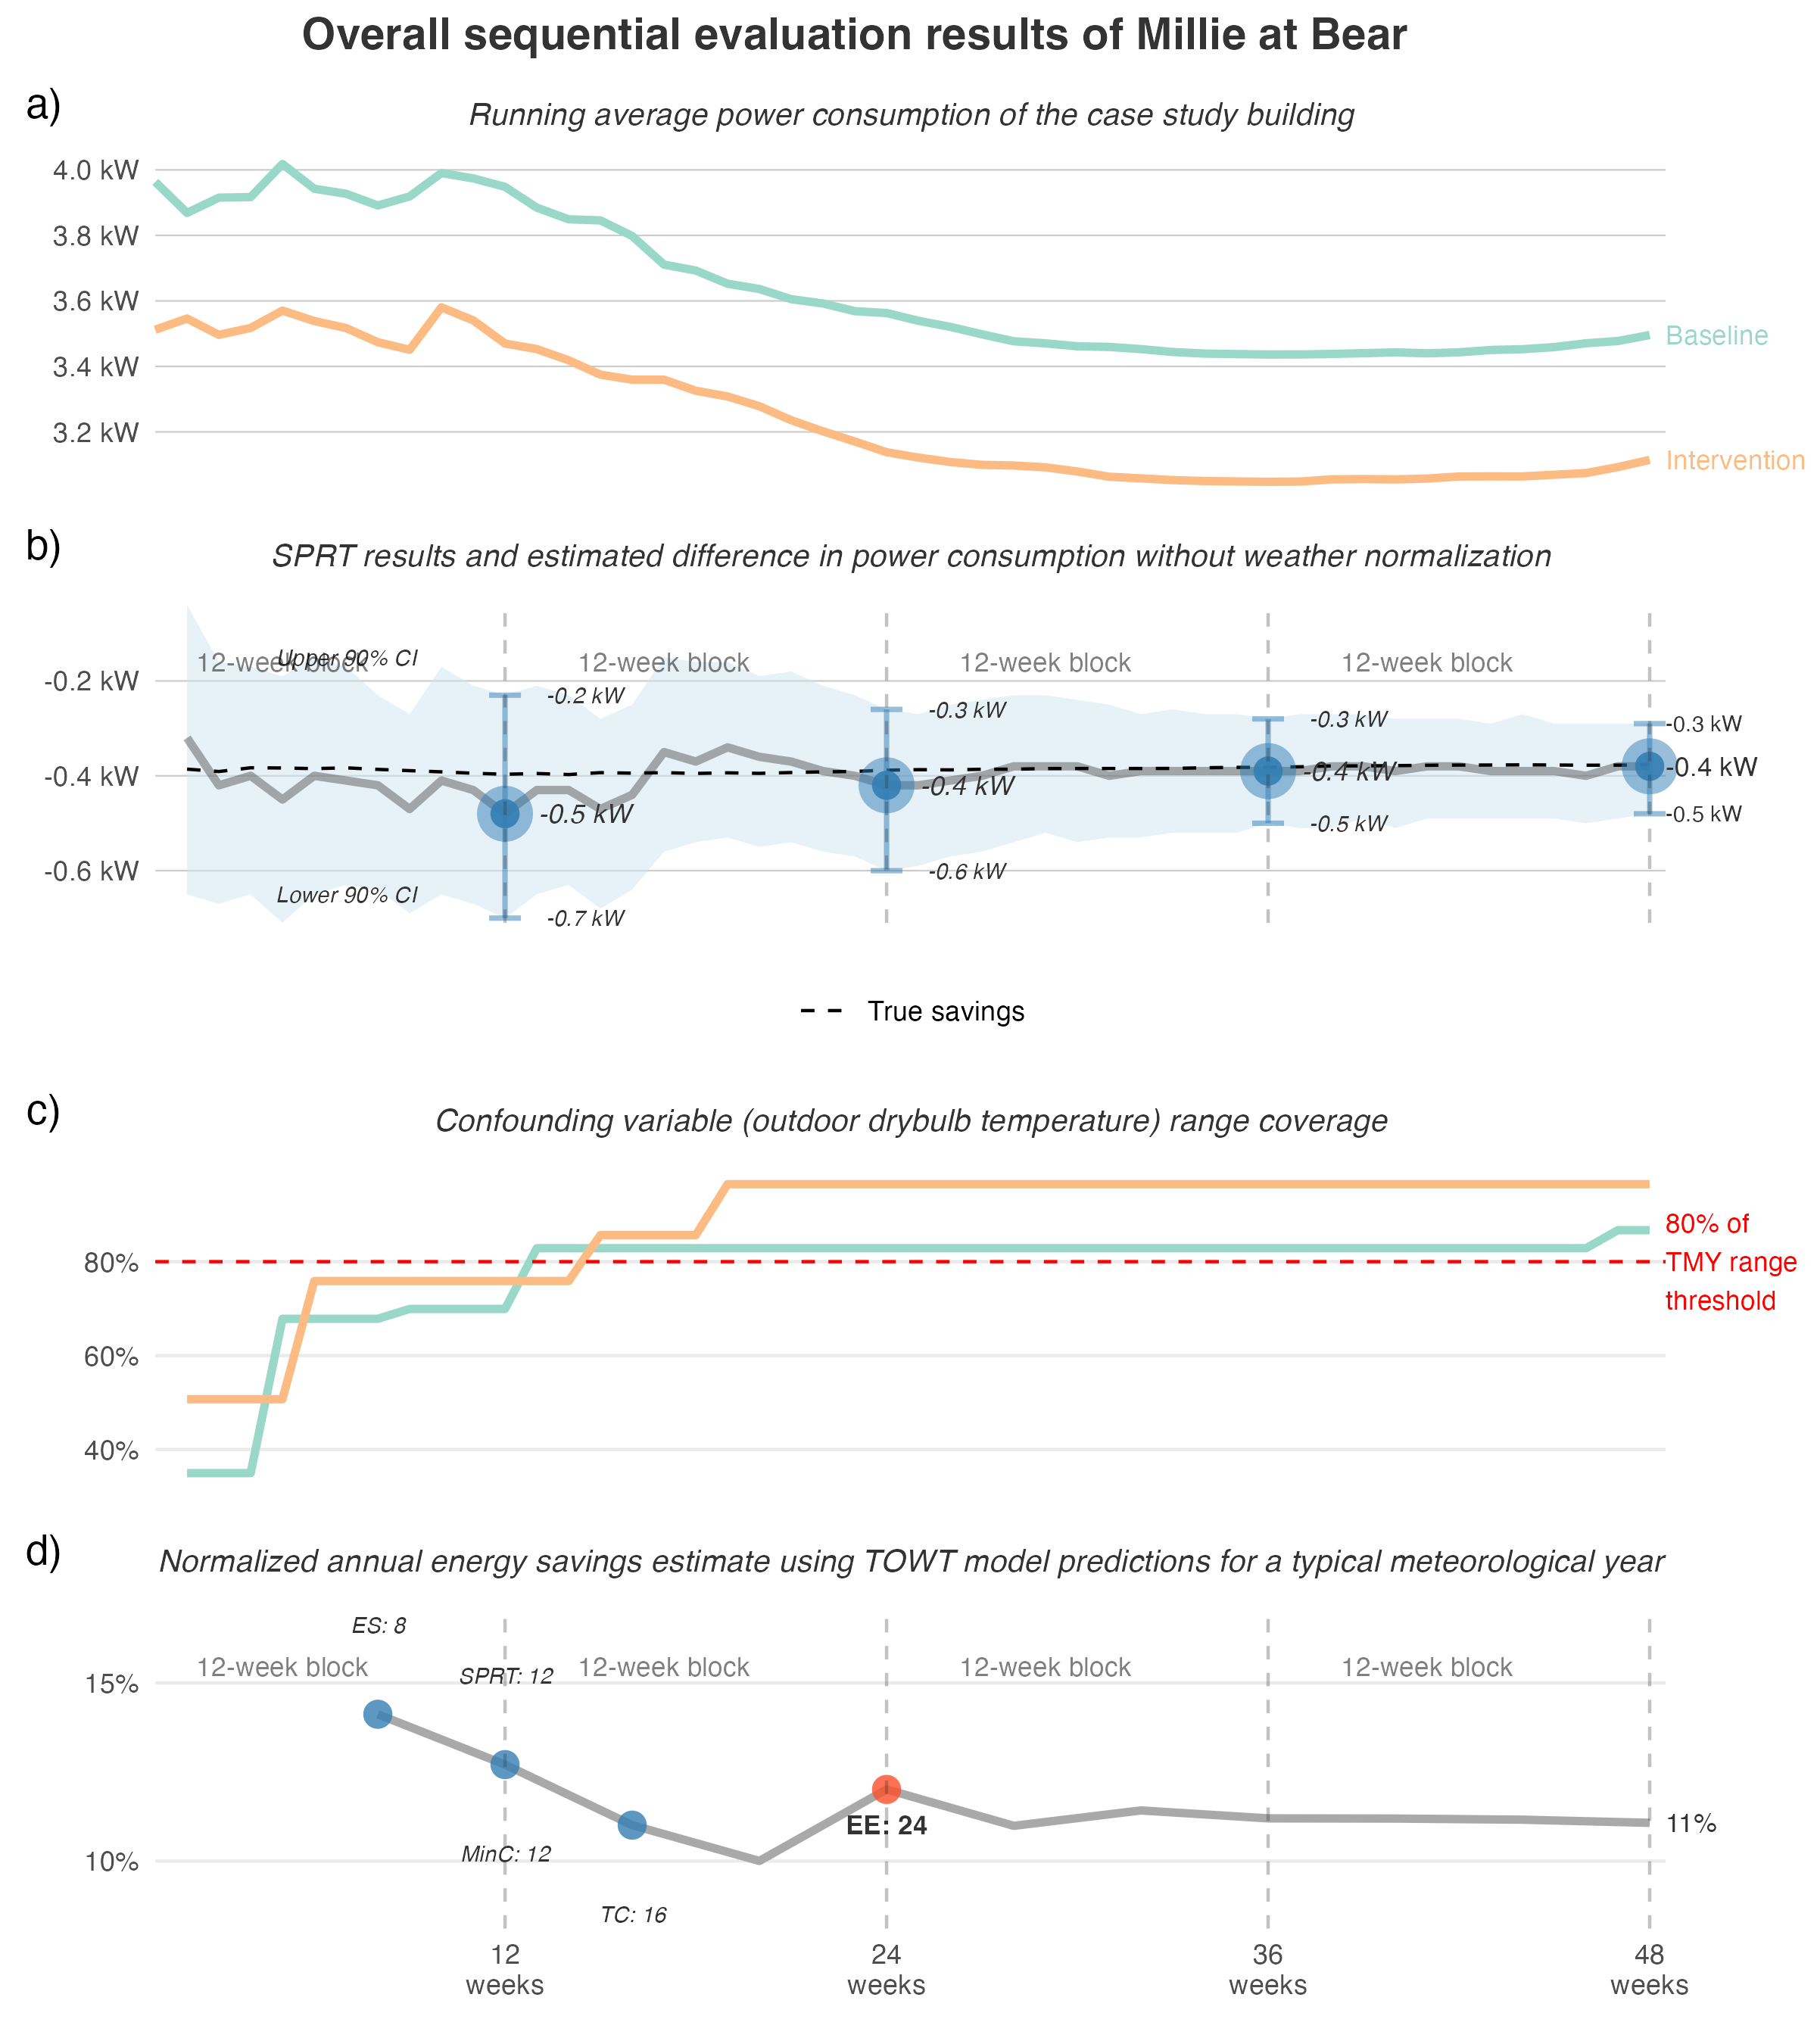 Overall sequential evaluation results of Millie at Bear
a)
Running average power consumption of the case study building
4.0 kW
3.8 kW
3.6 kW
3.4 kW
3.2 kW
Baseline
Intervention
b)
SPRT results and estimated difference in power consumption without weather normalization
12-week block
Upper 90% CI
12-week block
12-week block
12-week block
-0.2 kW
-0.4 kW
-0.6 kW
-0.2 kW
-0.5 kW
-0.7 kW
-0.3 kW
-0.4 kW
-0.6 kW
-0.3 kW
-0.4 kW
-0.5 kW
-0.3 kW
-0.4 kW
-0.5 kW
Lower 90% CI
True savings
c)
Confounding variable (outdoor drybulb temperature) range coverage
80%
60%
40%
80% of
TMY range
threshold
d)
Normalized annual energy savings estimate using TOWT model predictions for a typical meteorological year
ES: 8
12-week block
SPRT: 12
12-week block
12-week block
12-week block
15%
10%
MinC: 12
TC: 16
EE: 24
11%
12
weeks
24
weeks
36
weeks
48
weeks